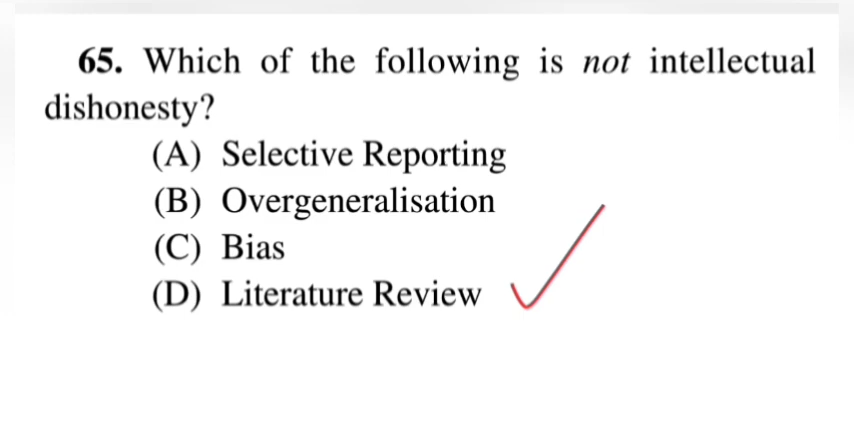 65. Which of the following is not intellectual
dishonesty?
(A) Selective Reporting
(B) Overgeneralisation
(C) Bias
(D) Literature Review